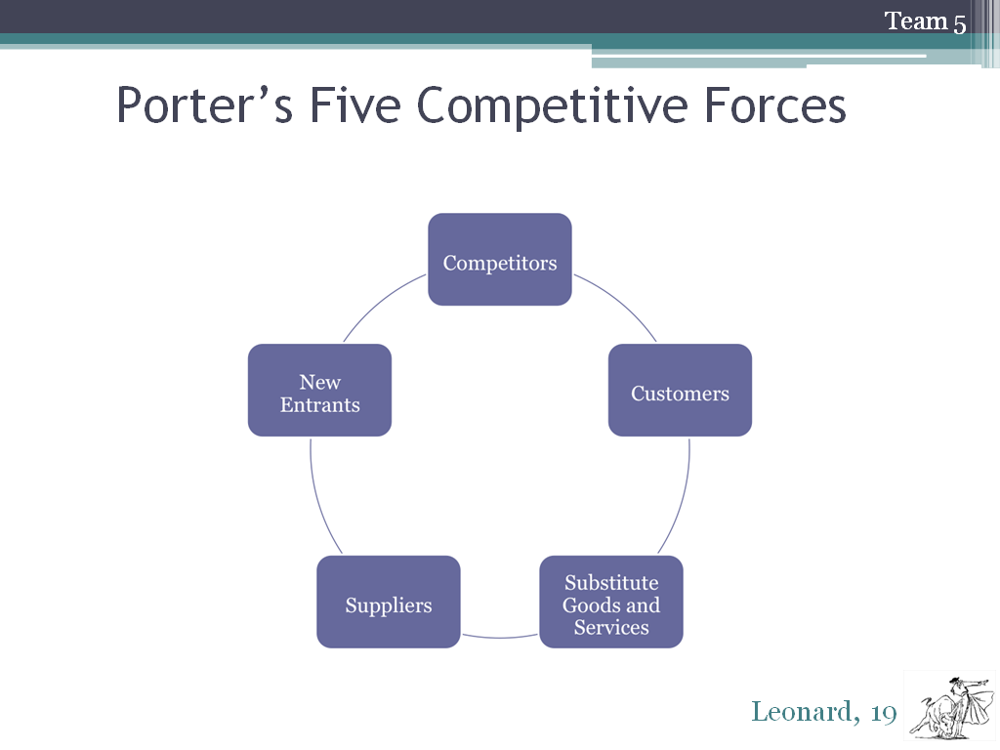 Team 5
Porter’s Five Competitive Forces
Competitors
New
Entrants
Customers
Suppliers
Substitute
Goods and
Services
Leonard, 19